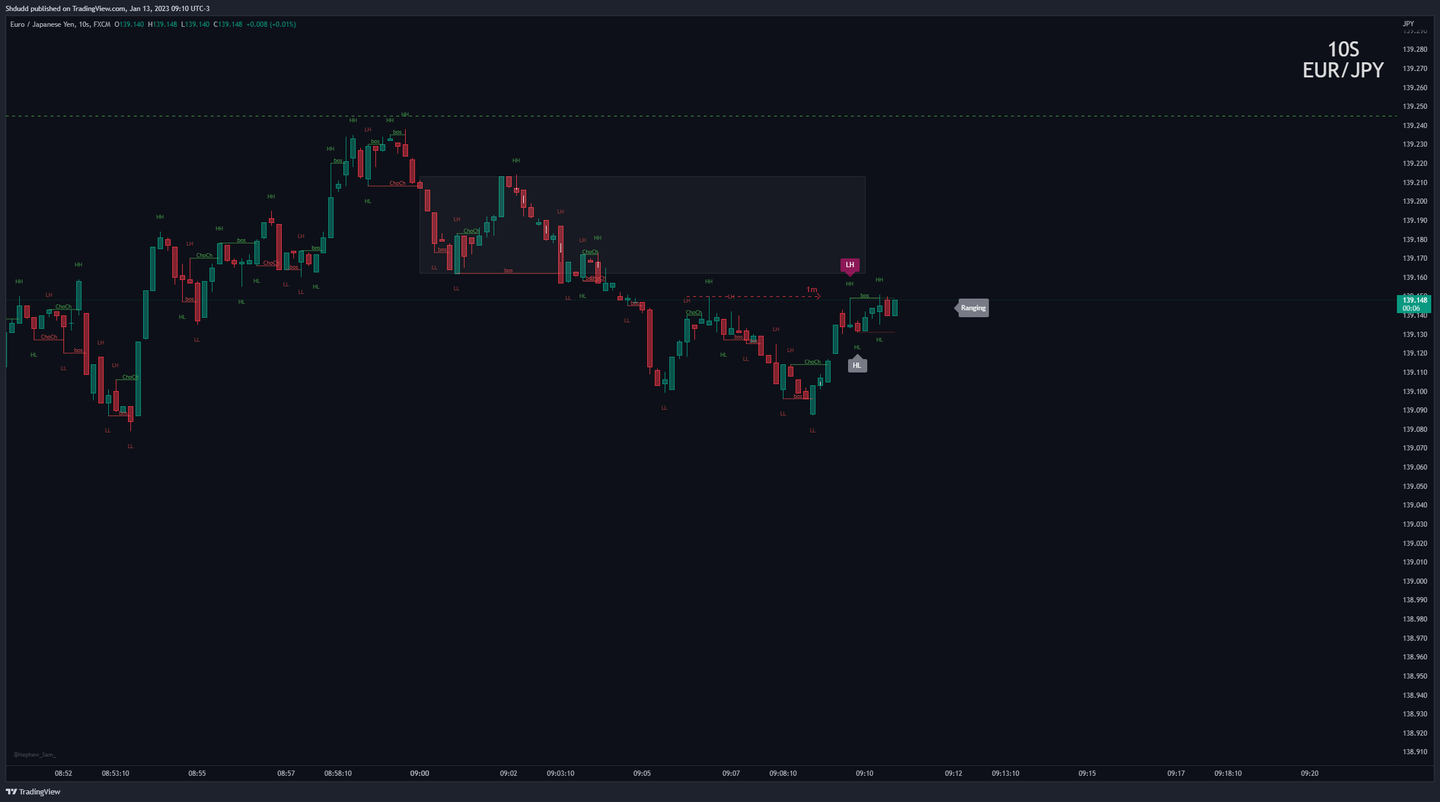 Shdudd published on TradingView.com, Jan 13, 2023 09:10 UTC-3
Euro / Japanese Yen, 10s, FXCM O139.140 H139.148 L139.140 C139.148 +0.008 (+0.015)
JPY
10S
EUR/JPY
139.290
139.280
139.270
139.260
139.250
139.240
139.230
139.220
139.210
139.200
139.190
139.180
139.170
139.160
139.148
00:06
139.140
139.130
139.120
139.110
139.100
139.090
139.080
139.070
139.060
139.050
139.040
139.030
139.020
139.010
139.000
138.990
138.980
138.970
138.960
138.950
138.940
138.930
138.920
138.910
HH HH HH
LH
bos
bos
HH
bos
ChoCh
HL
HH
HH
HH
HH
LH
LH
LH
LH
HH
LH
ChoCh
bos
bos
ChoCh
ChoCh
bos
ChoCh
ChoCh
bos
LL
LL
LL
HL
HL
HL
LL
LL
HL
LH
1m
Ranging
HL
HH
HH
HH
HH
LH
LH
LH
LH
ChoCh
bos
ChoCh
bos
bos
ChoCh
bos
bos
bos
ChoCh
bos
HL
LL
LL
LL
LL
LL
HL
LL
LL
LL
HL
HL
@Nephew_Sam_
08:52 08:53:10 08:55 08:57 08:58:10 09:00 09:02 09:03:10 09:05 09:07 09:08:10 09:10 09:12 09:13:10 09:15 09:17 09:18:10 09:20
TradingView